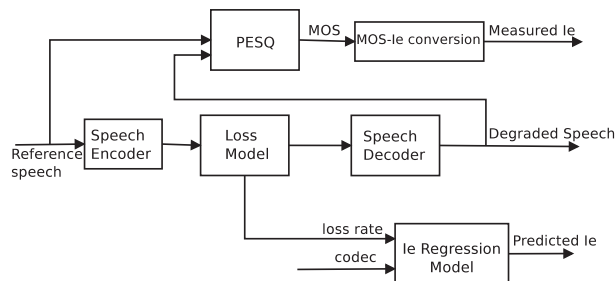 MOS
Measured Ie
PESQ
MOS-Ie conversion
Speech
Encoder
Loss
Model
Speech
Decoder
Degraded Speech
Reference
speech
loss rate
codec
Ie Regression
Model
Predicted Ie